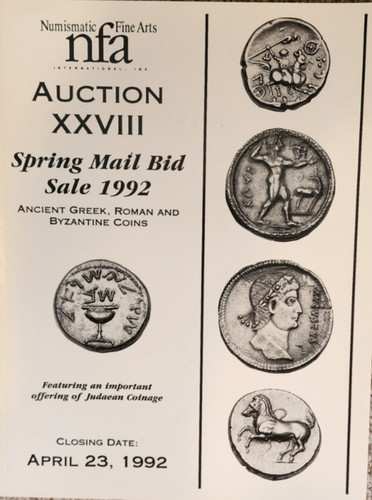 Numismatic Fine Arts
nfa
INTERNATIONAL, INC
AUCTION
XXVIII
Spring Mail Bid
Sale 1992
ANCIENT GREEK, ROMAN AND
BYZANTINE COINS
Featuring an important
offering of Judaean Coinage
CLOSING DATE:
APRIL 23, 1992